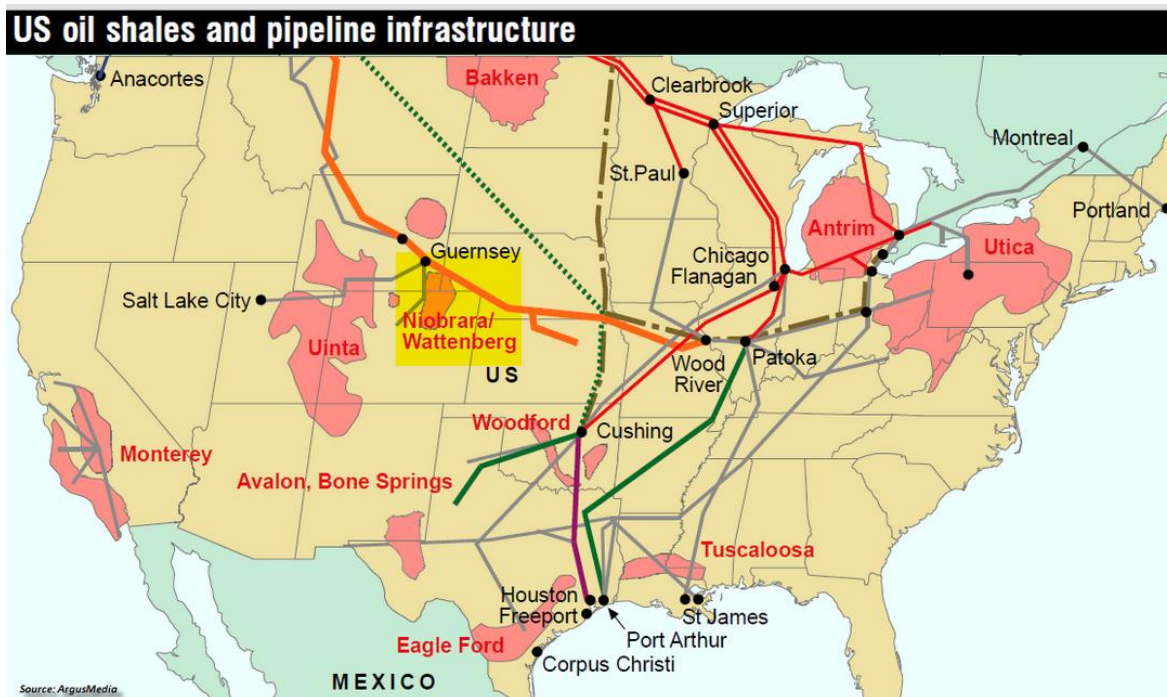 US oil shales and pipeline infrastructure
Anacortes
Bakken
Clearbrook
Superior
Montreal
St.Paul
Portland
Antrim
Utica
Guernsey
Chicago
Flanagan
Salt Lake City
Niobrara/
Wattenberg
Uinta
US
Wood
River
Patoka
Woodford
Cushing
Monterey
Avalon, Bone Springs
Tuscaloosa
Houston
Freeport
St James
Port Arthur
Eagle Ford
Corpus Christi
MEXICO
Source: ArgusMedia